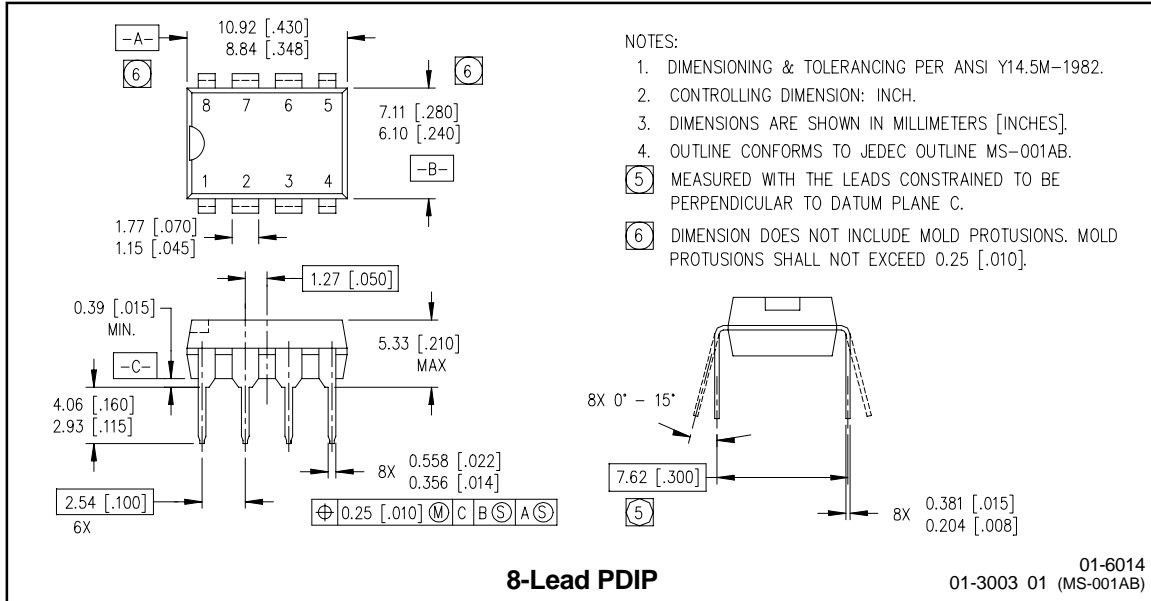 -A-
10.92 [.430]
8.84 [.348]
6
6
8 7 6 5
1 2 3 4
7.11 [.280]
6.10 [.240]
-B-
1.77 [.070]
1.15 [.045]
1.27 [.050]
0.39 [.015]
MIN.
-C-
5.33 [.210]
MAX
4.06 [.160]
2.93 [.115]
8X 0.558 [.022]
0.356 [.014]
2.54 [.100]
6X
⌖ 0.25 [.010] Ⓜ C B Ⓢ A Ⓢ
NOTES:
1. DIMENSIONING & TOLERANCING PER ANSI Y14.5M-1982.
2. CONTROLLING DIMENSION: INCH.
3. DIMENSIONS ARE SHOWN IN MILLIMETERS [INCHES].
4. OUTLINE CONFORMS TO JEDEC OUTLINE MS-001AB.
5 MEASURED WITH THE LEADS CONSTRAINED TO BE
PERPENDICULAR TO DATUM PLANE C.
6 DIMENSION DOES NOT INCLUDE MOLD PROTUSIONS. MOLD
PROTUSIONS SHALL NOT EXCEED 0.25 [.010].
8X 0° - 15°
7.62 [.300]
5
8X 0.381 [.015]
0.204 [.008]
8-Lead PDIP
01-6014
01-3003 01 (MS-001AB)